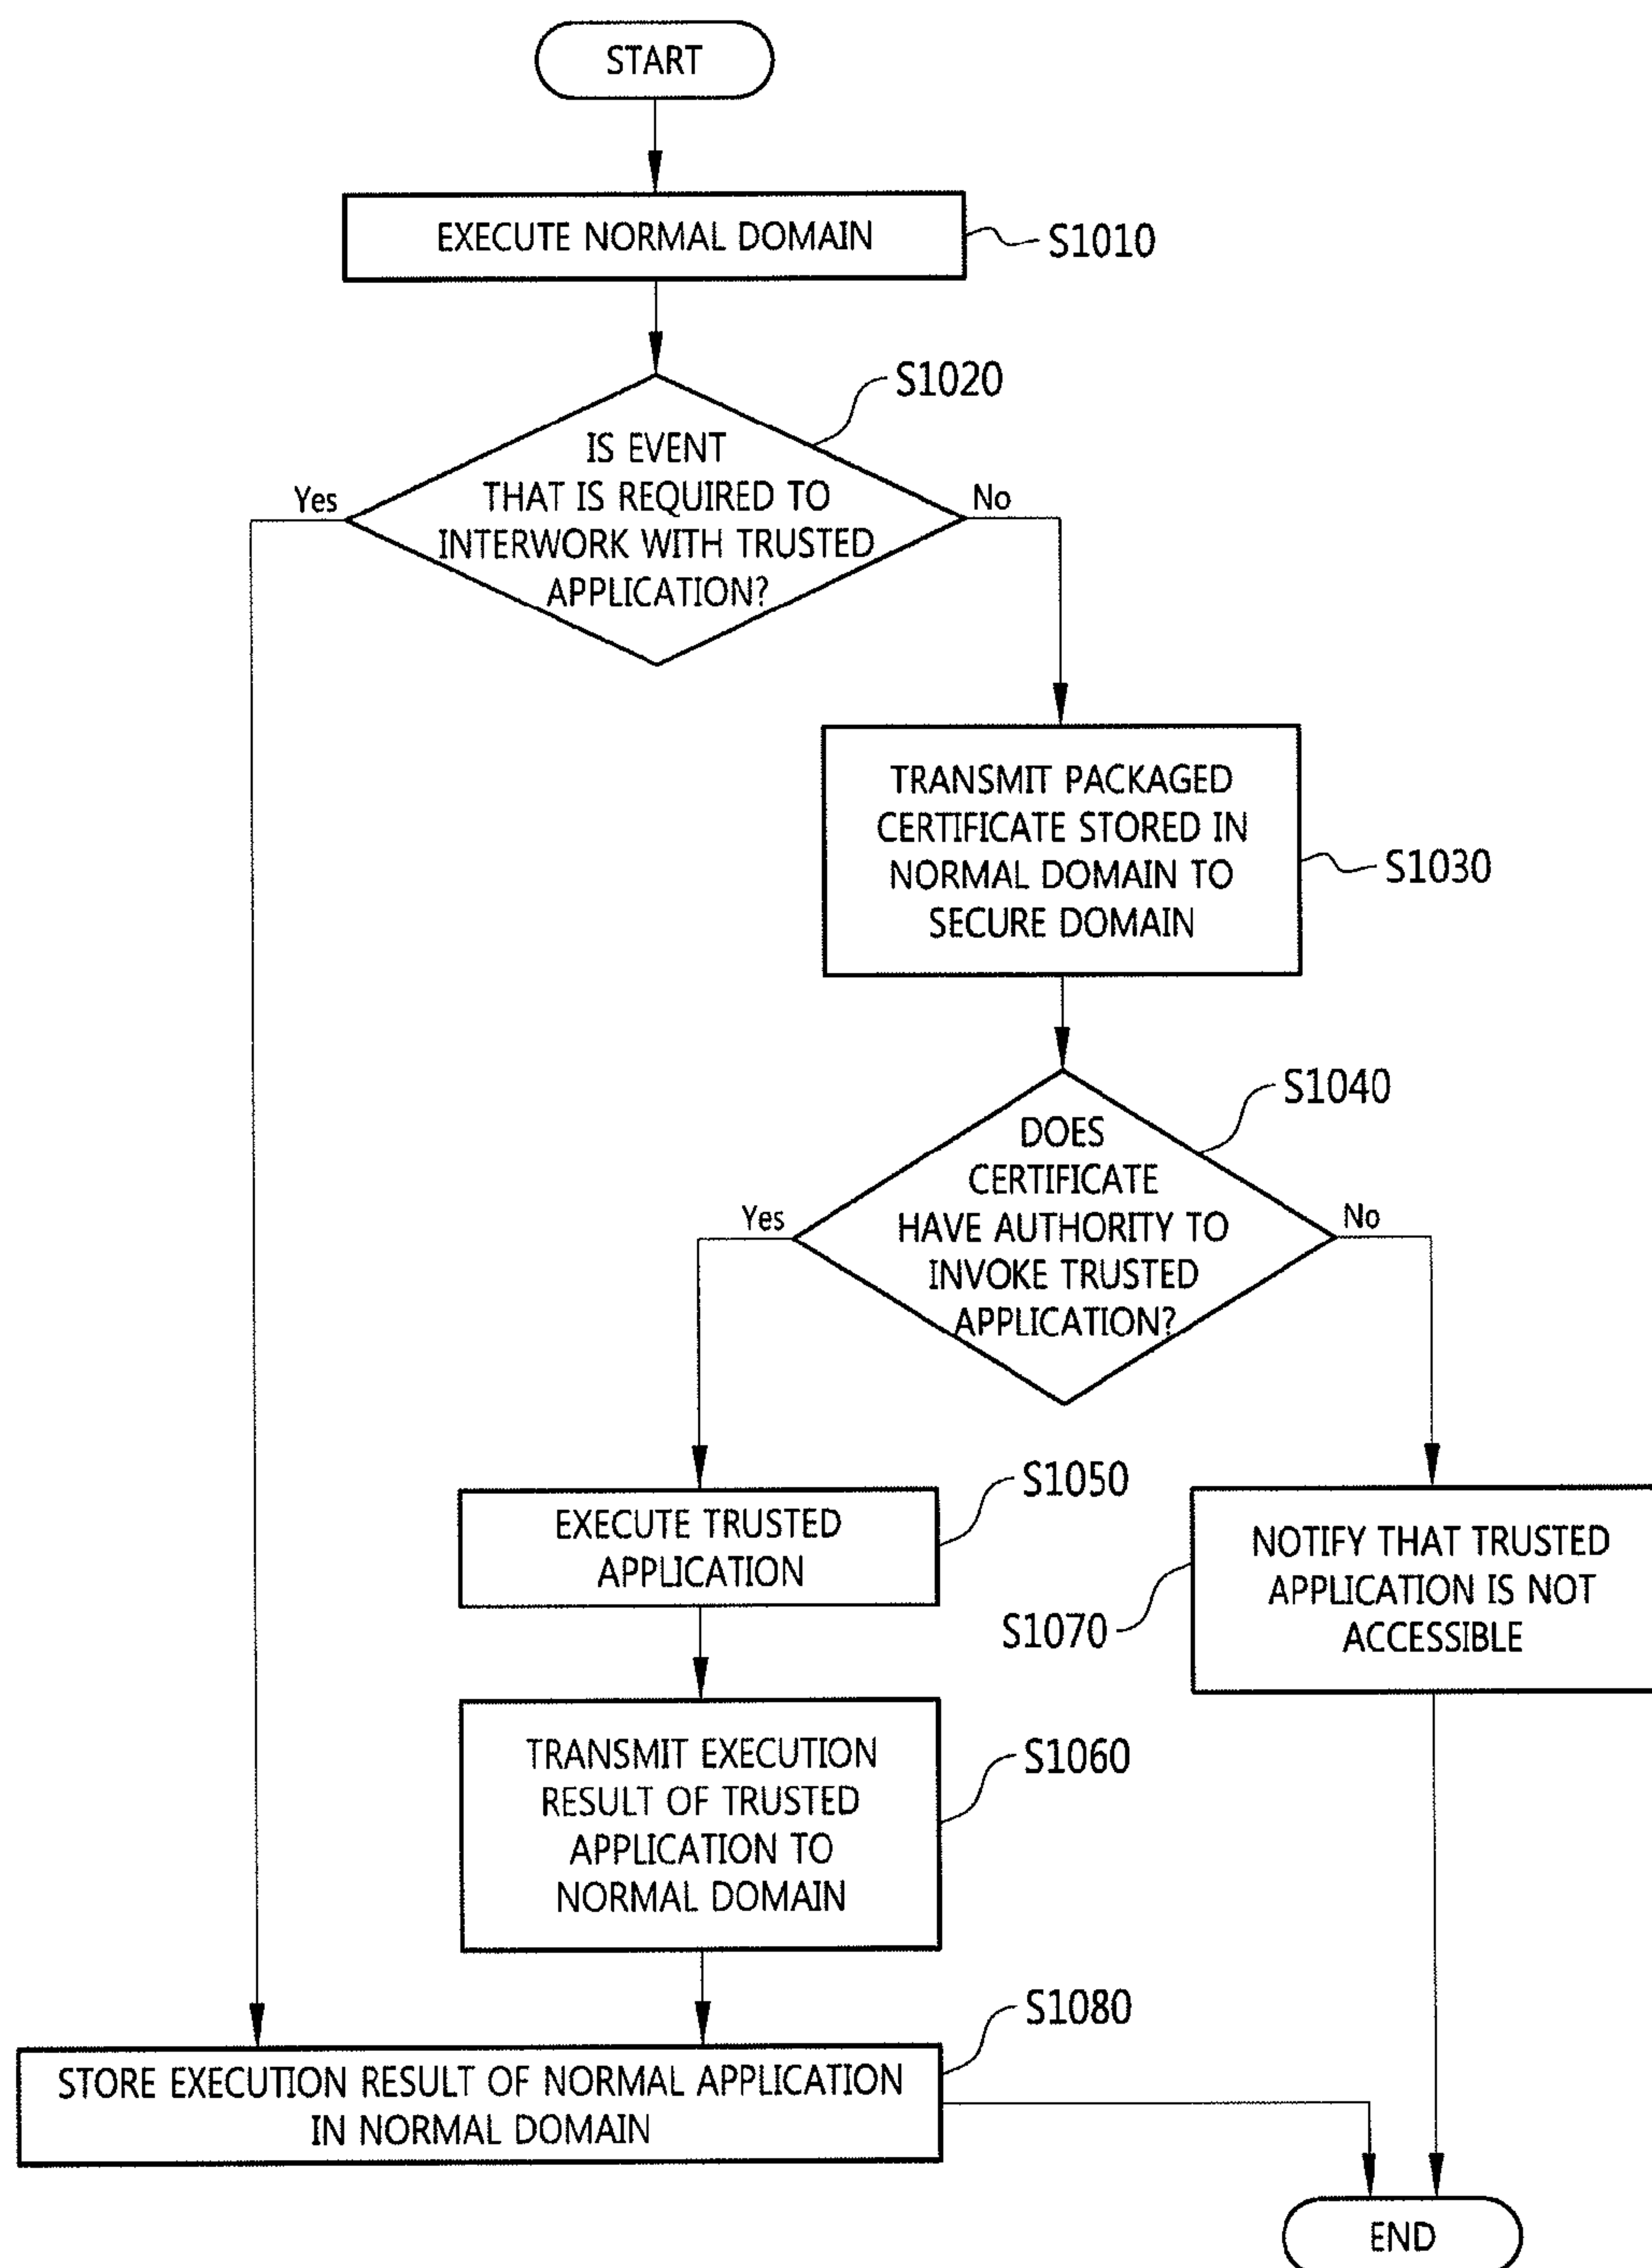 START
EXECUTE NORMAL DOMAIN
S1010
S1020
IS EVENT
THAT IS REQUIRED TO
INTERWORK WITH TRUSTED
APPLICATION?
Yes
No
TRANSMIT PACKAGED
CERTIFICATE STORED IN
NORMAL DOMAIN TO
SECURE DOMAIN
S1030
S1040
DOES
CERTIFICATE
HAVE AUTHORITY TO
INVOKE TRUSTED
APPLICATION?
Yes
No
S1050
EXECUTE TRUSTED
APPLICATION
NOTIFY THAT TRUSTED
APPLICATION IS NOT
ACCESSIBLE
S1070
TRANSMIT EXECUTION
RESULT OF TRUSTED
APPLICATION TO
NORMAL DOMAIN
S1060
S1080
STORE EXECUTION RESULT OF NORMAL APPLICATION
IN NORMAL DOMAIN
END